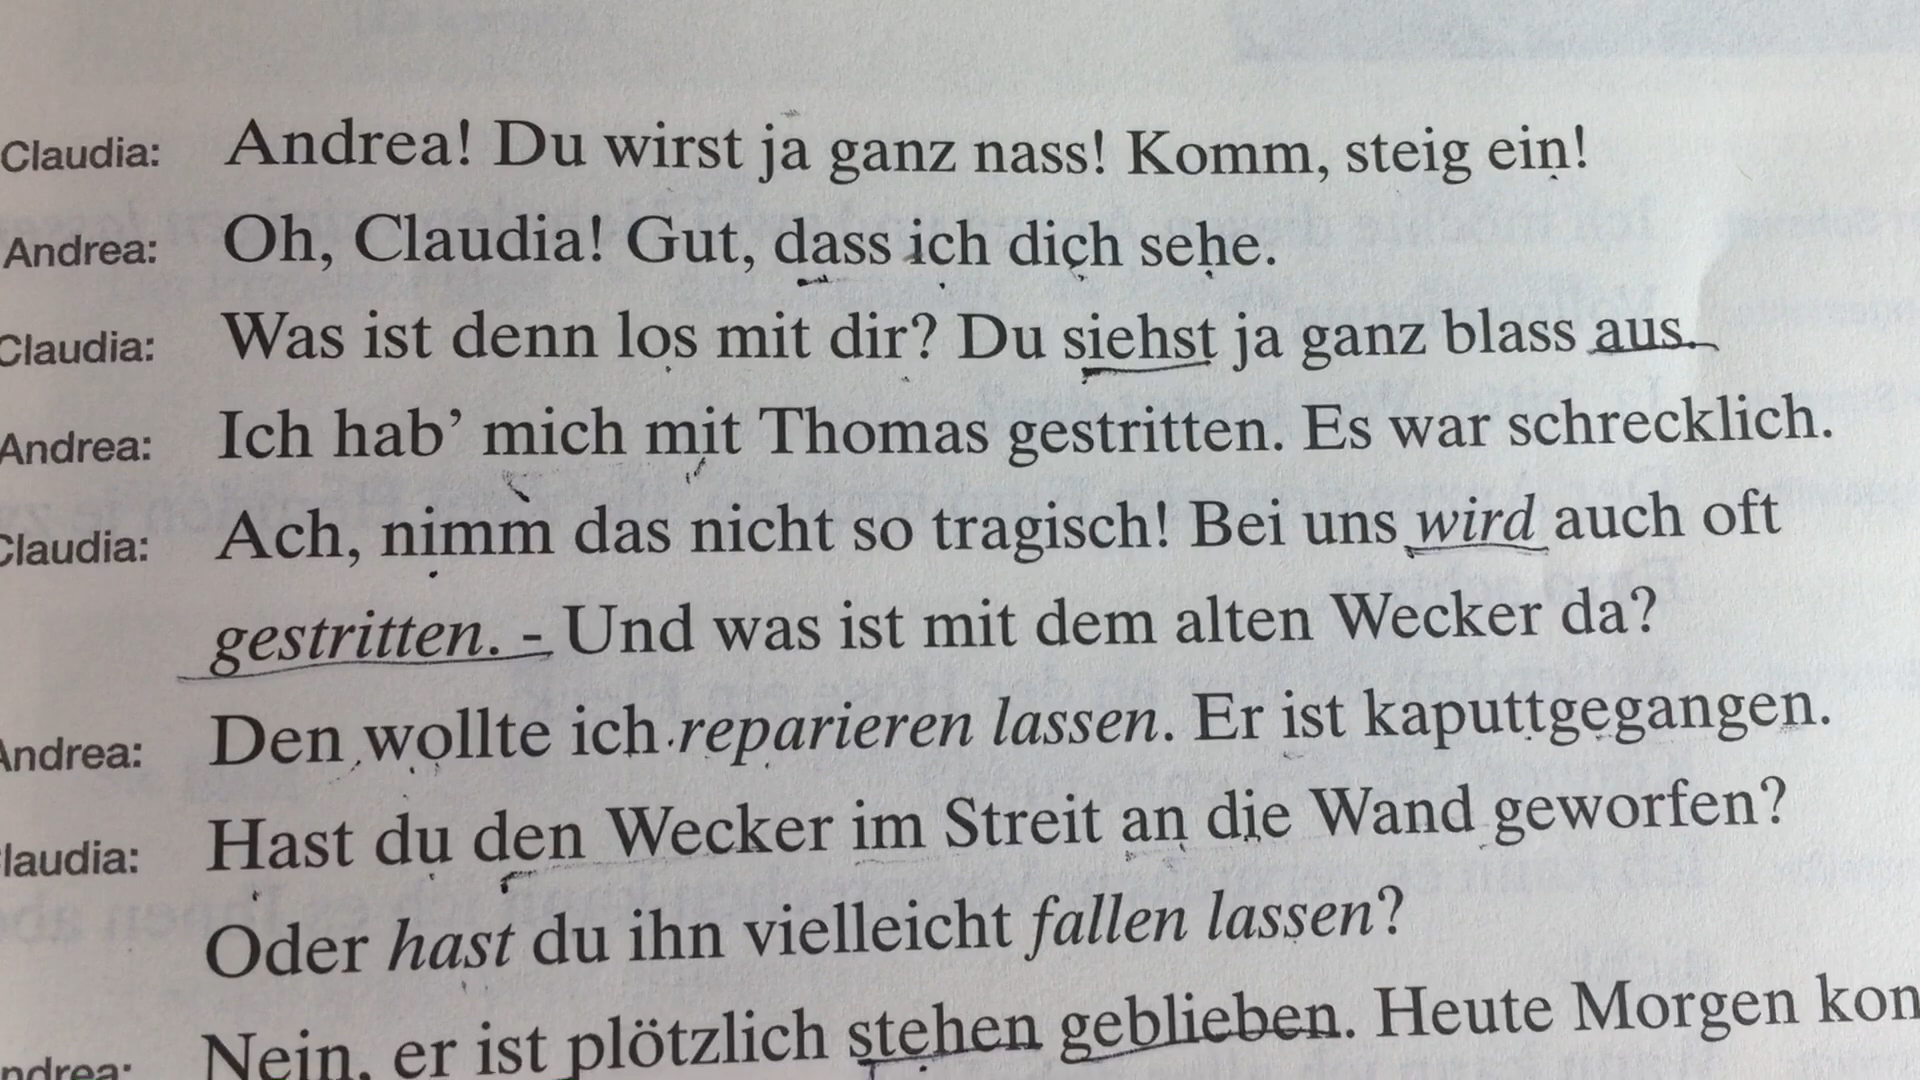 Claudia: Andrea! Du wirst ja ganz nass! Komm, steig ein!
Andrea: Oh, Claudia! Gut, dass ich dich sehe.
Claudia: Was ist denn los mit dir? Du siehst ja ganz blass aus.
Andrea: Ich hab’ mich mit Thomas gestritten. Es war schrecklich.
Claudia: Ach, nimm das nicht so tragisch! Bei uns wird auch oft
gestritten. - Und was ist mit dem alten Wecker da?
Andrea: Den wollte ich reparieren lassen. Er ist kaputtgegangen.
laudia: Hast du den Wecker im Streit an die Wand geworfen?
Oder hast du ihn vielleicht fallen lassen?
ndrea: Nein, er ist plötzlich stehen geblieben. Heute Morgen kon